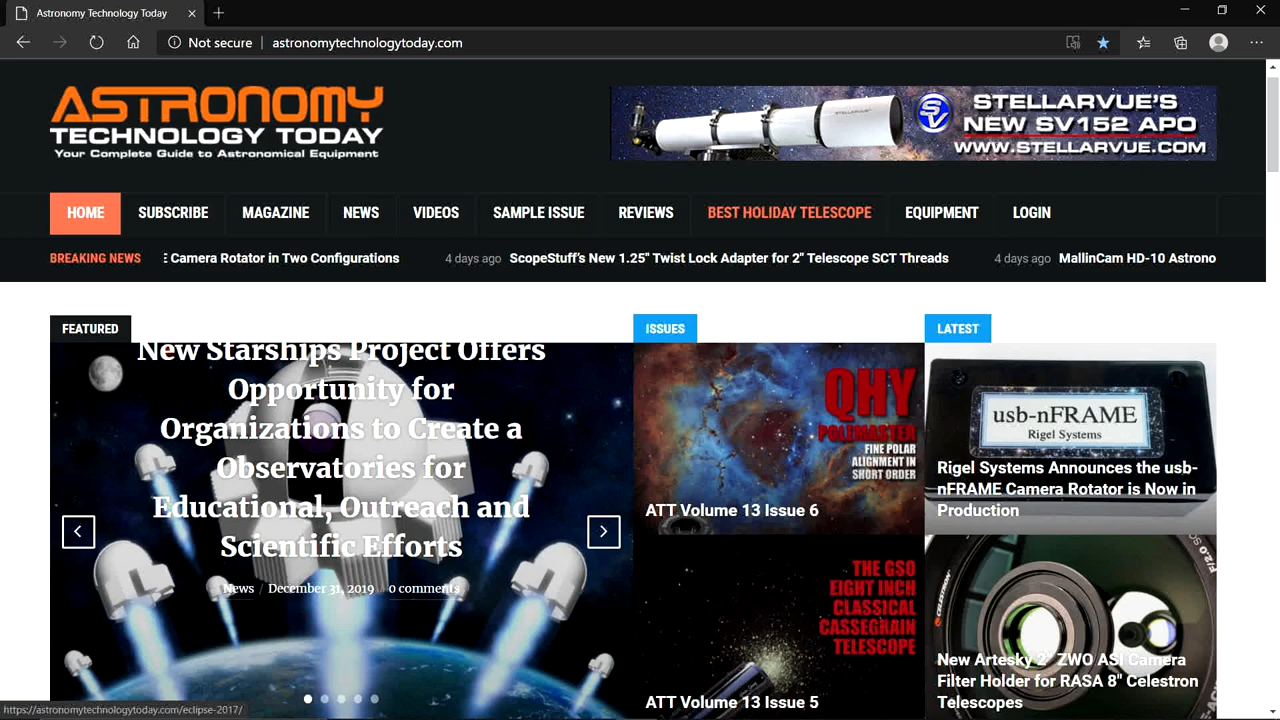 Astronomy Technology Today
Not secure
astronomytechnologytoday.com
ASTRONOMY
TECHNOLOGY TODAY
Your Complete Guide to Astronomical Equipment
STELLARVUE
SV
STELLARVUE'S
NEW SV152 APO
WWW.STELLARVUE.COM
HOME
SUBSCRIBE
MAGAZINE
NEWS
VIDEOS
SAMPLE ISSUE
REVIEWS
BEST HOLIDAY TELESCOPE
EQUIPMENT
LOGIN
BREAKING NEWS
E Camera Rotator in Two Configurations
4 days ago ScopeStuff's New 1.25" Twist Lock Adapter for 2" Telescope SCT Threads
4 days ago MallinCam HD-10 Astrono
FEATURED
New Starships Project Offers
Opportunity for
Organizations to Create a
Observatories for
Educational, Outreach and
Scientific Efforts
News / December 31, 2019 / 0 comments
ISSUES
QHY
POLEMASTER
FINE POLAR
ALIGNMENT IN
SHORT ORDER
ATT Volume 13 Issue 6
THE GSO
EIGHT INCH
CLASSICAL
CASSEGRAIN
TELESCOPE
ATT Volume 13 Issue 5
LATEST
usb-nFRAME
Rigel Systems
Rigel Systems Announces the usb-
nFRAME Camera Rotator is Now in
Production
CELESTRON
F/2.0
New Artesky 2" ZWO ASI Camera
Filter Holder for RASA 8" Celestron
Telescopes
https://astronomytechnologytoday.com/eclipse-2017/